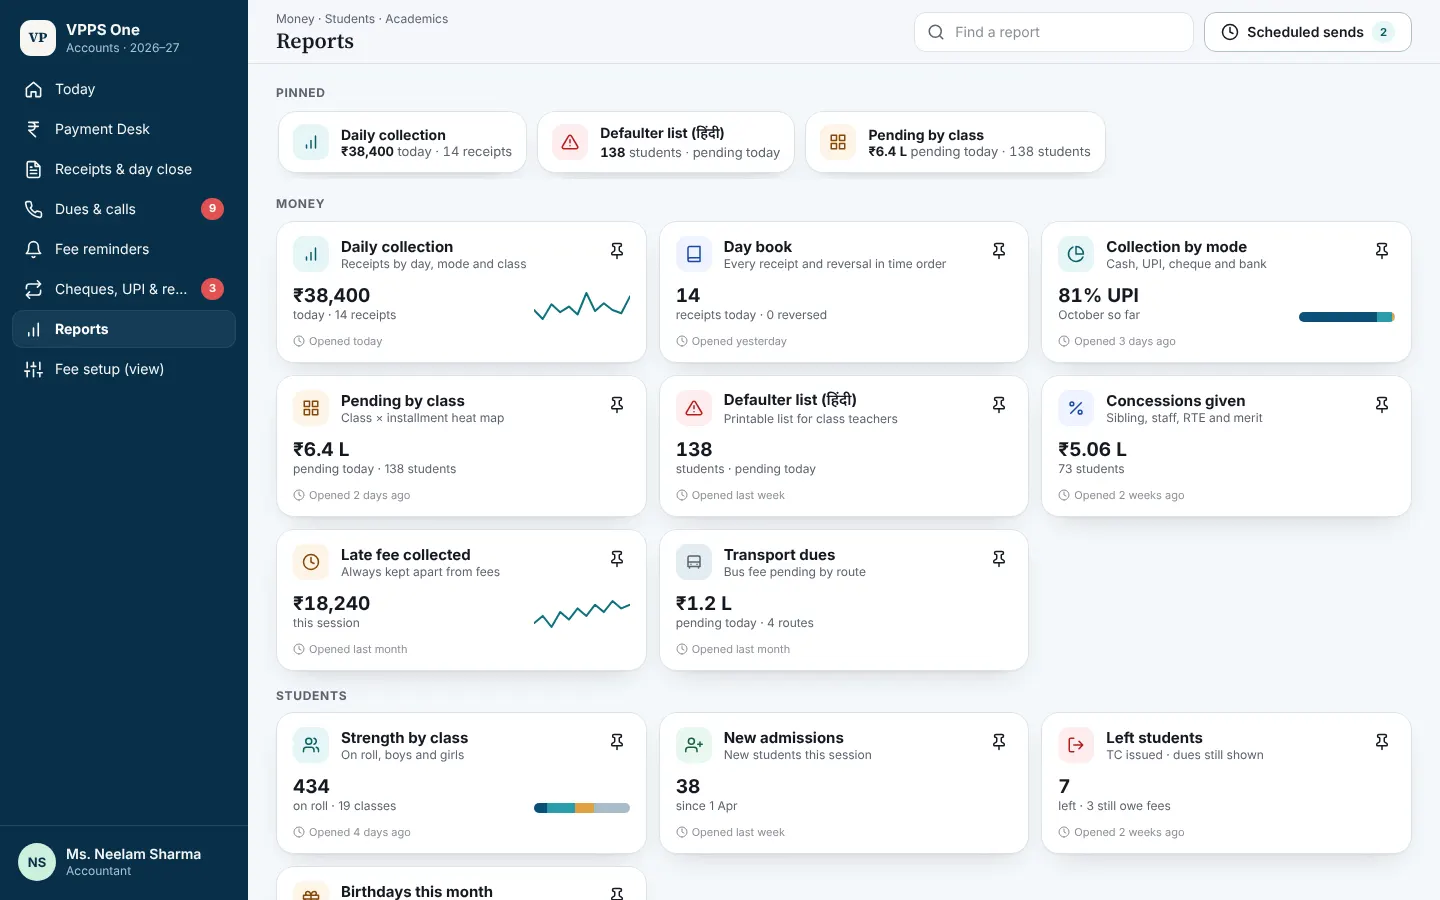 VP
VPPS One
Accounts · 2026–27
Today
Payment Desk
Receipts & day close
Dues & calls
9
Fee reminders
Cheques, UPI & re...
3
Reports
Fee setup (view)
NS
Ms. Neelam Sharma
Accountant
Money · Students · Academics
Reports
Find a report
Scheduled sends 2
PINNED
Daily collection
₹38,400 today · 14 receipts
Defaulter list (हिंदी)
138 students · pending today
Pending by class
₹6.4 L pending today · 138 students
MONEY
Daily collection
Receipts by day, mode and class
₹38,400
today · 14 receipts
Opened today
Day book
Every receipt and reversal in time order
14
receipts today · 0 reversed
Opened yesterday
Collection by mode
Cash, UPI, cheque and bank
81% UPI
October so far
Opened 3 days ago
Pending by class
Class × installment heat map
₹6.4 L
pending today · 138 students
Opened 2 days ago
Defaulter list (हिंदी)
Printable list for class teachers
138
students · pending today
Opened last week
Concessions given
Sibling, staff, RTE and merit
₹5.06 L
73 students
Opened 2 weeks ago
Late fee collected
Always kept apart from fees
₹18,240
this session
Opened last month
Transport dues
Bus fee pending by route
₹1.2 L
pending today · 4 routes
Opened last month
STUDENTS
Strength by class
On roll, boys and girls
434
on roll · 19 classes
Opened 4 days ago
New admissions
New students this session
38
since 1 Apr
Opened last week
Left students
TC issued · dues still shown
7
left · 3 still owe fees
Opened 2 weeks ago
Birthdays this month